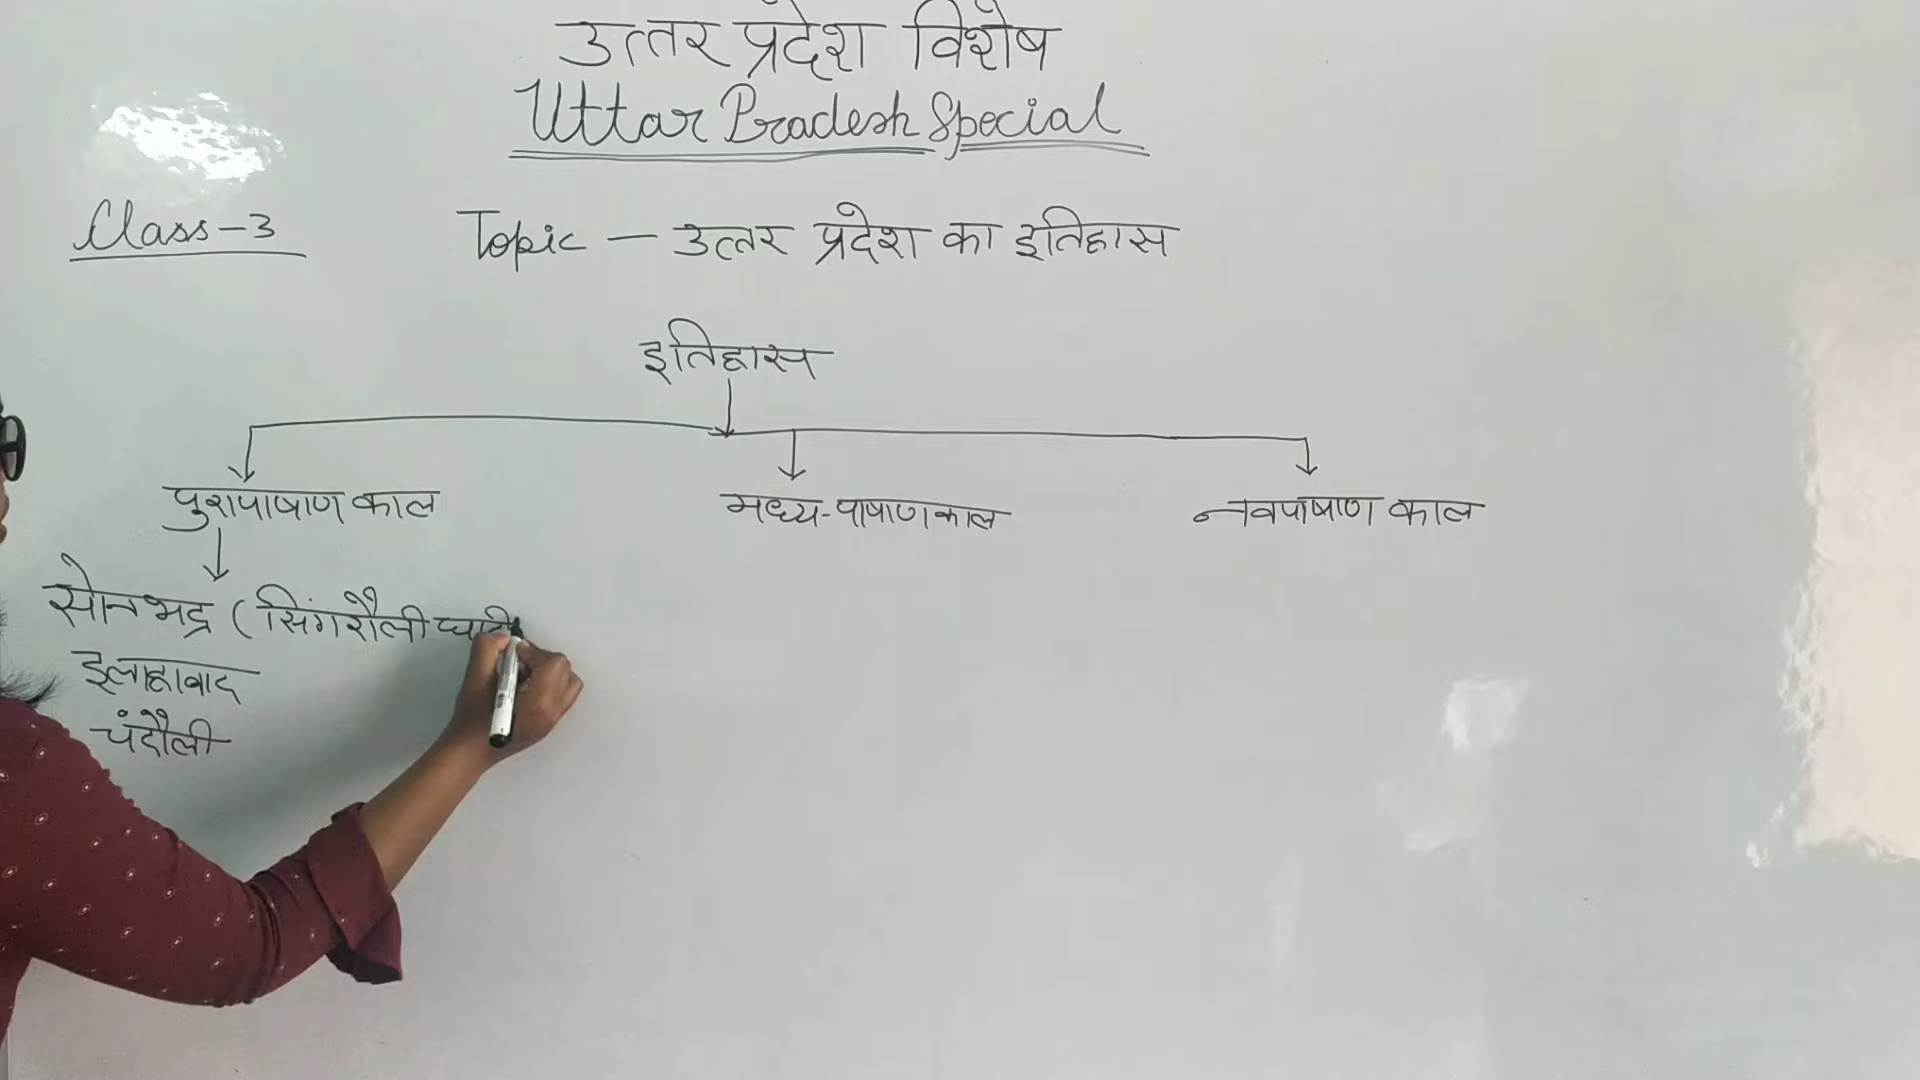 उत्तर प्रदेश विशेष
Uttar Pradesh Special
Class-3
Topic – उत्तर प्रदेश का इतिहास
इतिहास
पुरापाषाण काल
मध्य-पाषाण काल
नवपाषाण काल
सोनभद्र (सिंगरौली घाटी
इलाहाबाद
चंदौली